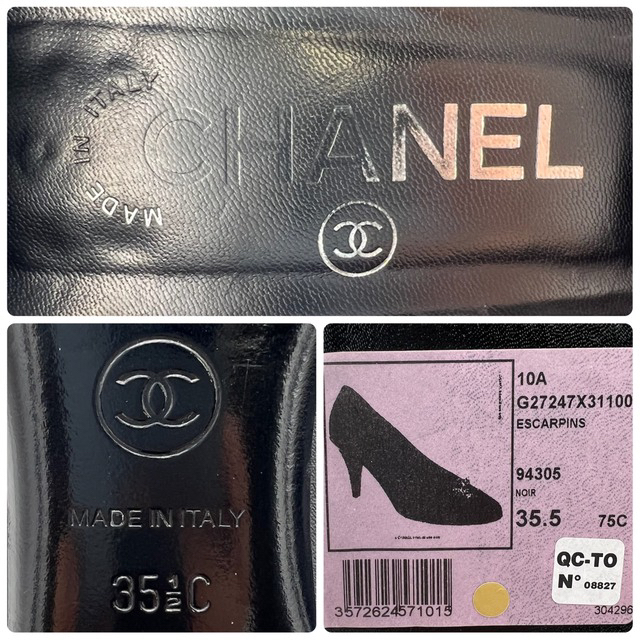 MADE IN ITALY
CHANEL
MADE IN ITALY
35½C
10A
G27247X31100
ESCARPINS
94305
NOIR
35.5 75C
QC-TO
N° 08827
3572624571015
304296